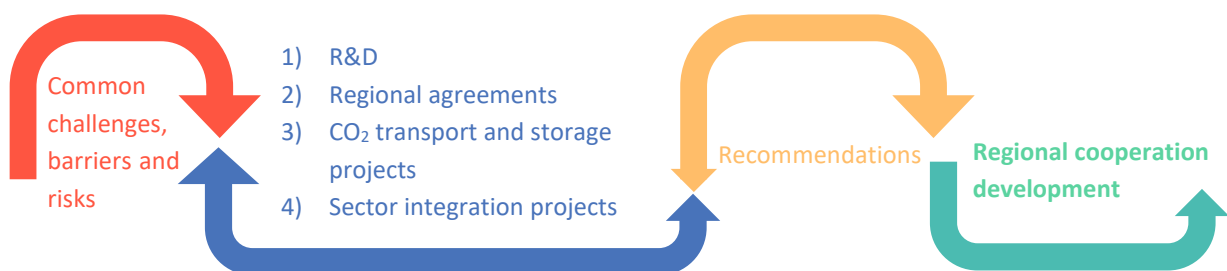 Common
challenges,
barriers and
risks
1) R&D
2) Regional agreements
3) CO₂ transport and storage
projects
4) Sector integration projects
Recommendations
Regional cooperation
development